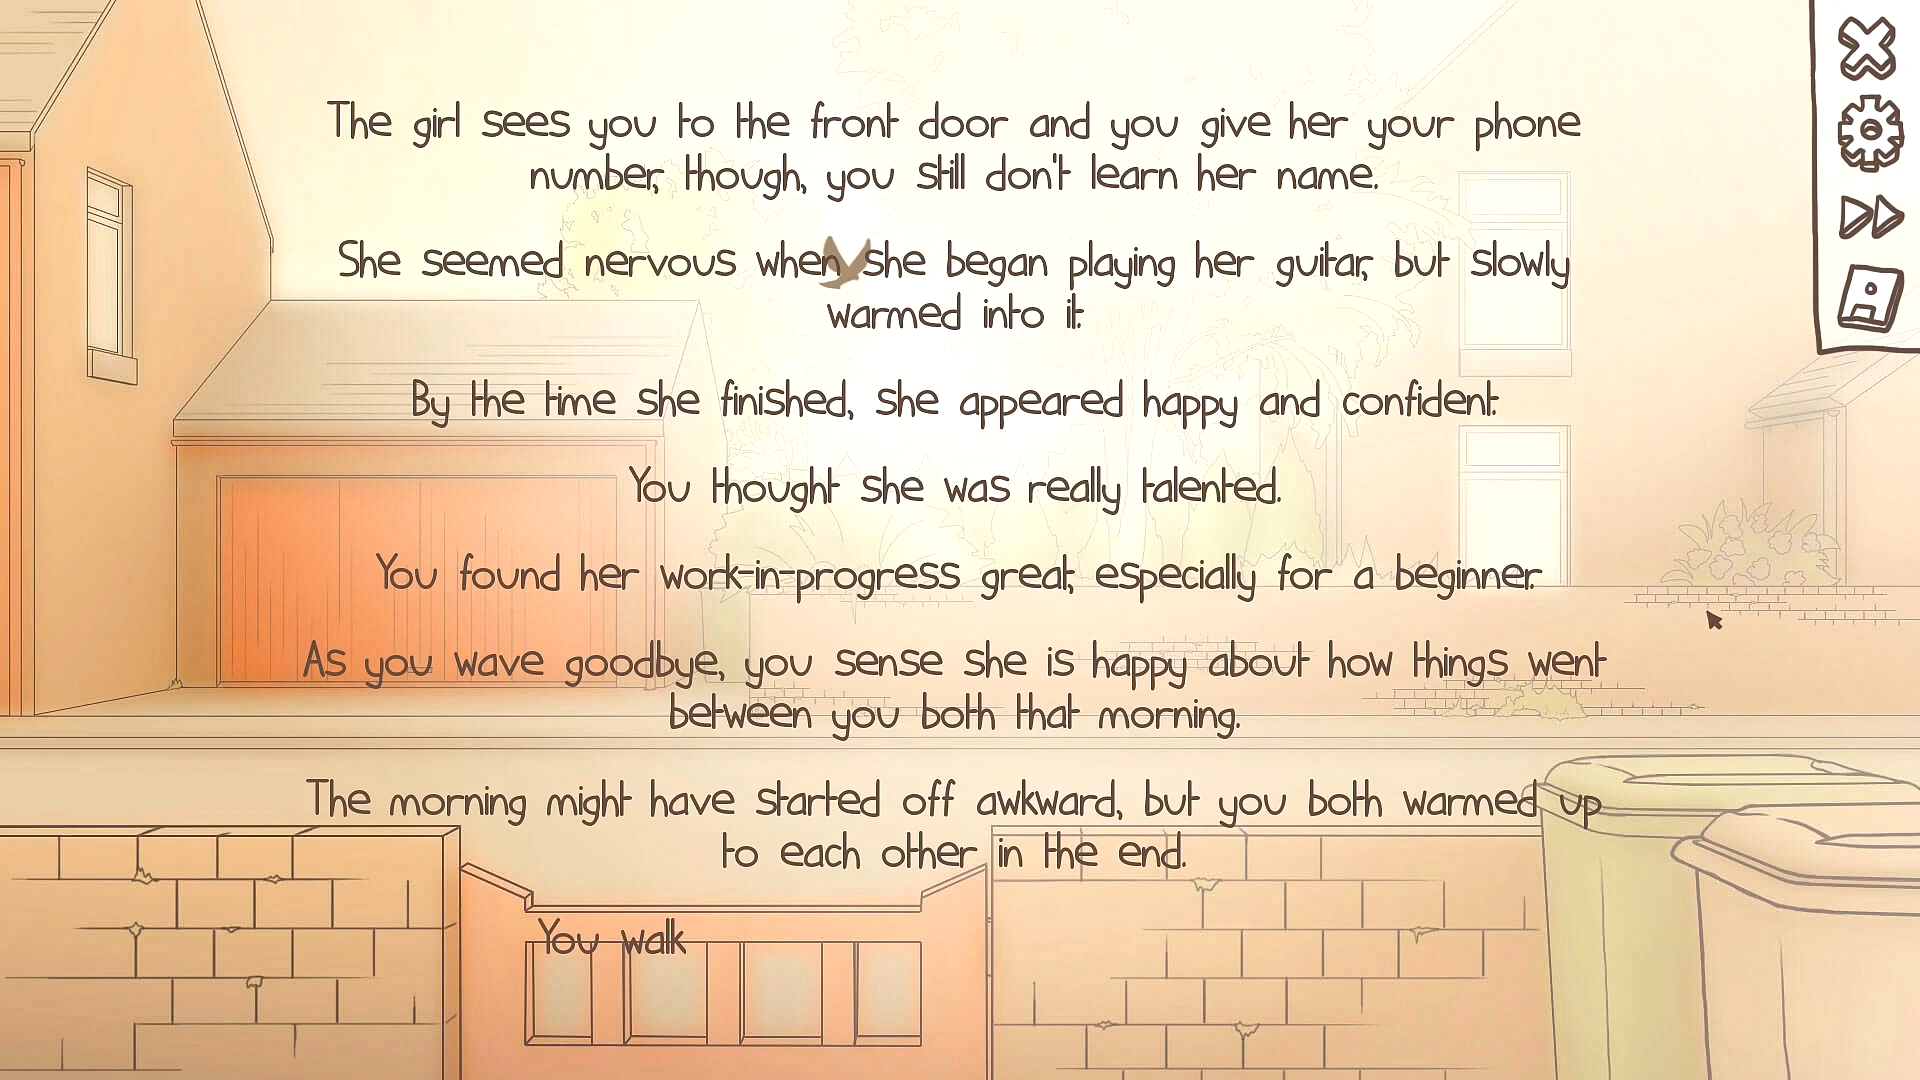 The girl sees you to the front door and you give her your phone
number, though, you still don't learn her name.
She seemed nervous when she began playing her guitar, but slowly
warmed into it.
By the time she finished, she appeared happy and confident.
You thought she was really talented.
You found her work-in-progress great, especially for a beginner.
As you wave goodbye, you sense she is happy about how things went
between you both that morning.
The morning might have started off awkward, but you both warmed up
to each other in the end.
You walk